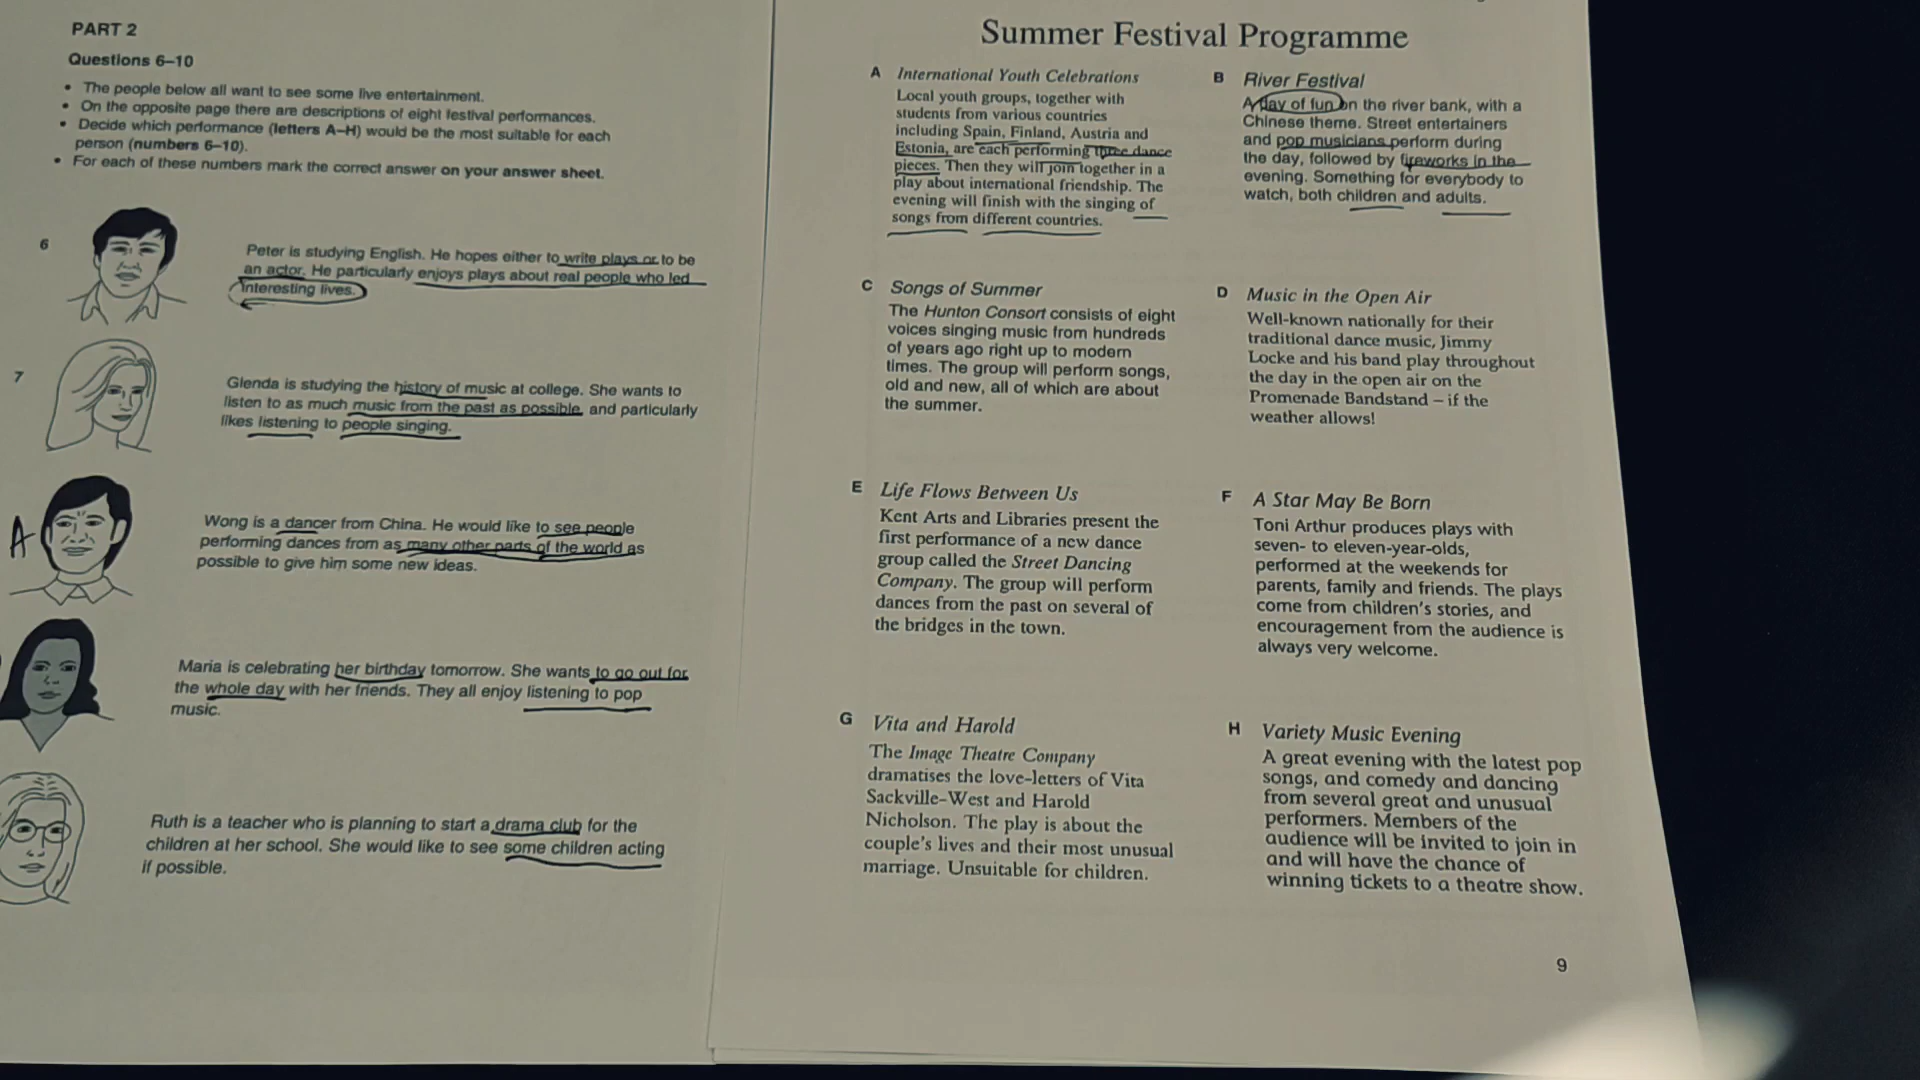 PART 2
Questions 6–10
• The people below all want to see some live entertainment.
• On the opposite page there are descriptions of eight festival performances.
• Decide which performance (letters A–H) would be the most suitable for each
person (numbers 6–10).
• For each of these numbers mark the correct answer on your answer sheet.
6
Peter is studying English. He hopes either to write plays or to be
an actor. He particularly enjoys plays about real people who led
interesting lives.
7
Glenda is studying the history of music at college. She wants to
listen to as much music from the past as possible, and particularly
likes listening to people singing.
A
Wong is a dancer from China. He would like to see people
performing dances from as many other parts of the world as
possible to give him some new ideas.
Maria is celebrating her birthday tomorrow. She wants to go out for
the whole day with her friends. They all enjoy listening to pop
music.
Ruth is a teacher who is planning to start a drama club for the
children at her school. She would like to see some children acting
if possible.
Summer Festival Programme
A International Youth Celebrations
Local youth groups, together with
students from various countries
including Spain, Finland, Austria and
Estonia, are each performing three dance
pieces. Then they will join together in a
play about international friendship. The
evening will finish with the singing of
songs from different countries.
B River Festival
A day of fun on the river bank, with a
Chinese theme. Street entertainers
and pop musicians perform during
the day, followed by fireworks in the
evening. Something for everybody to
watch, both children and adults.
C Songs of Summer
The Hunton Consort consists of eight
voices singing music from hundreds
of years ago right up to modern
times. The group will perform songs,
old and new, all of which are about
the summer.
D Music in the Open Air
Well-known nationally for their
traditional dance music, Jimmy
Locke and his band play throughout
the day in the open air on the
Promenade Bandstand – if the
weather allows!
E Life Flows Between Us
Kent Arts and Libraries present the
first performance of a new dance
group called the Street Dancing
Company. The group will perform
dances from the past on several of
the bridges in the town.
F A Star May Be Born
Toni Arthur produces plays with
seven- to eleven-year-olds,
performed at the weekends for
parents, family and friends. The plays
come from children's stories, and
encouragement from the audience is
always very welcome.
G Vita and Harold
The Image Theatre Company
dramatises the love-letters of Vita
Sackville-West and Harold
Nicholson. The play is about the
couple's lives and their most unusual
marriage. Unsuitable for children.
H Variety Music Evening
A great evening with the latest pop
songs, and comedy and dancing
from several great and unusual
performers. Members of the
audience will be invited to join in
and will have the chance of
winning tickets to a theatre show.
9